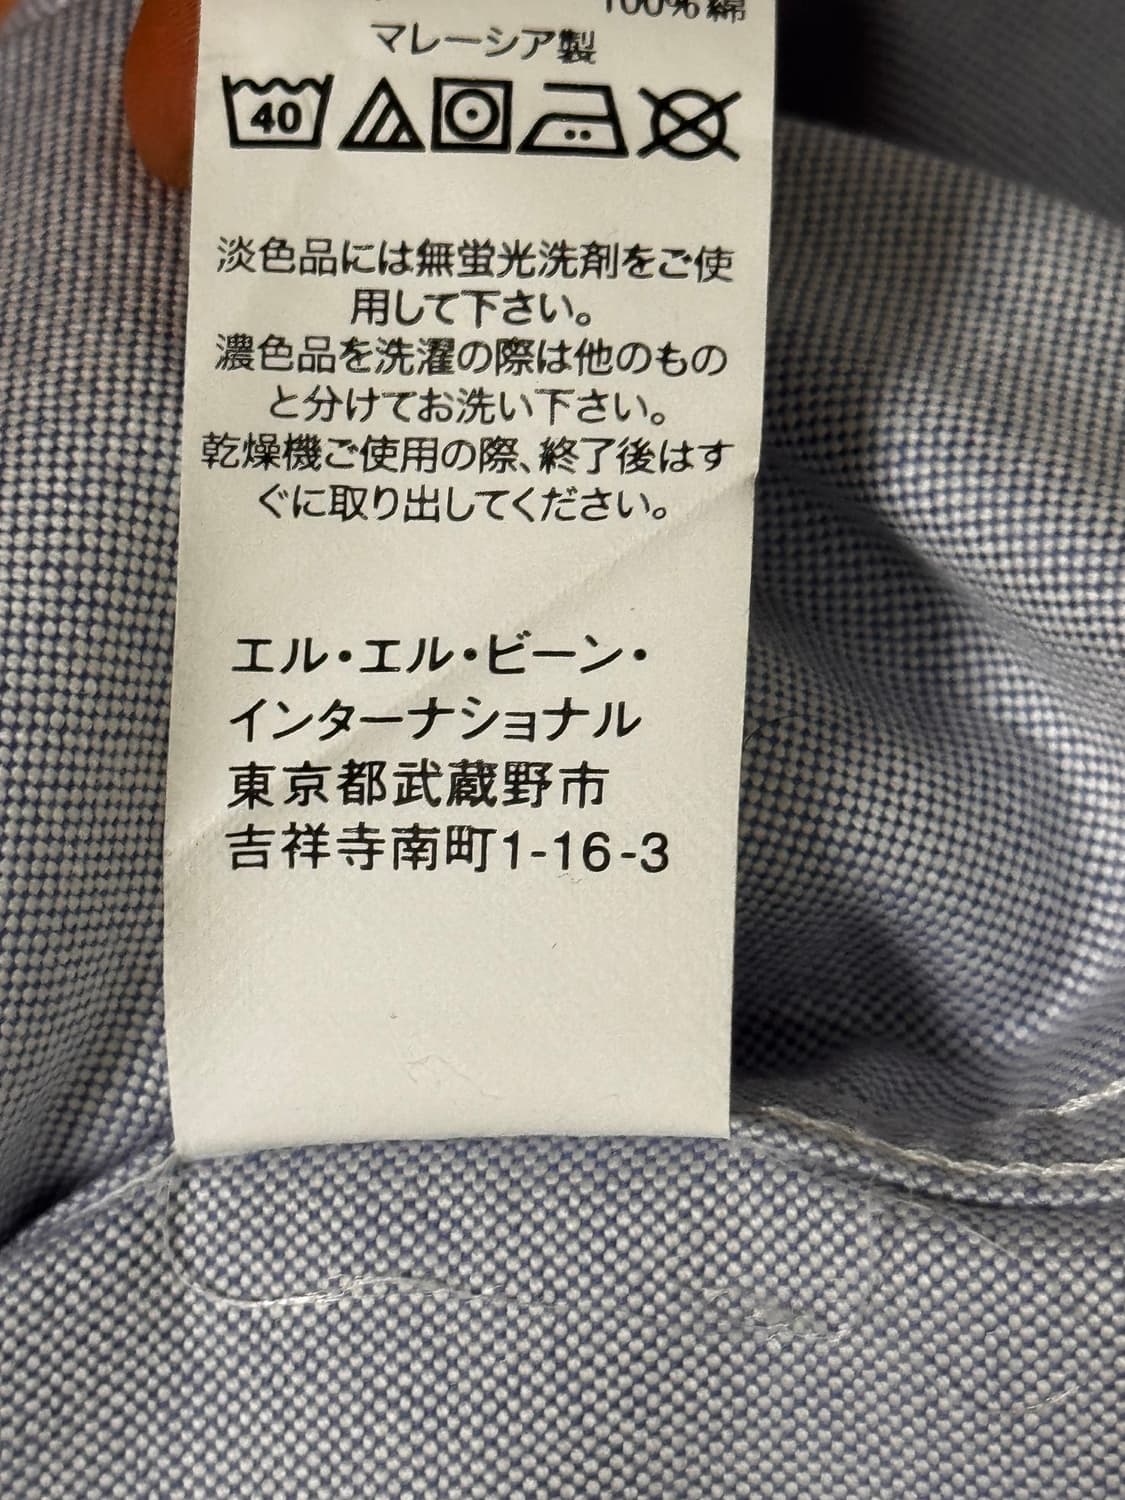 100%綿
マレーシア製
40
淡色品には無蛍光洗剤をご使
用して下さい。
濃色品を洗濯の際は他のもの
と分けてお洗い下さい。
乾燥機ご使用の際、終了後はす
ぐに取り出してください。
エル・エル・ビーン・
インターナショナル
東京都武蔵野市
吉祥寺南町1-16-3